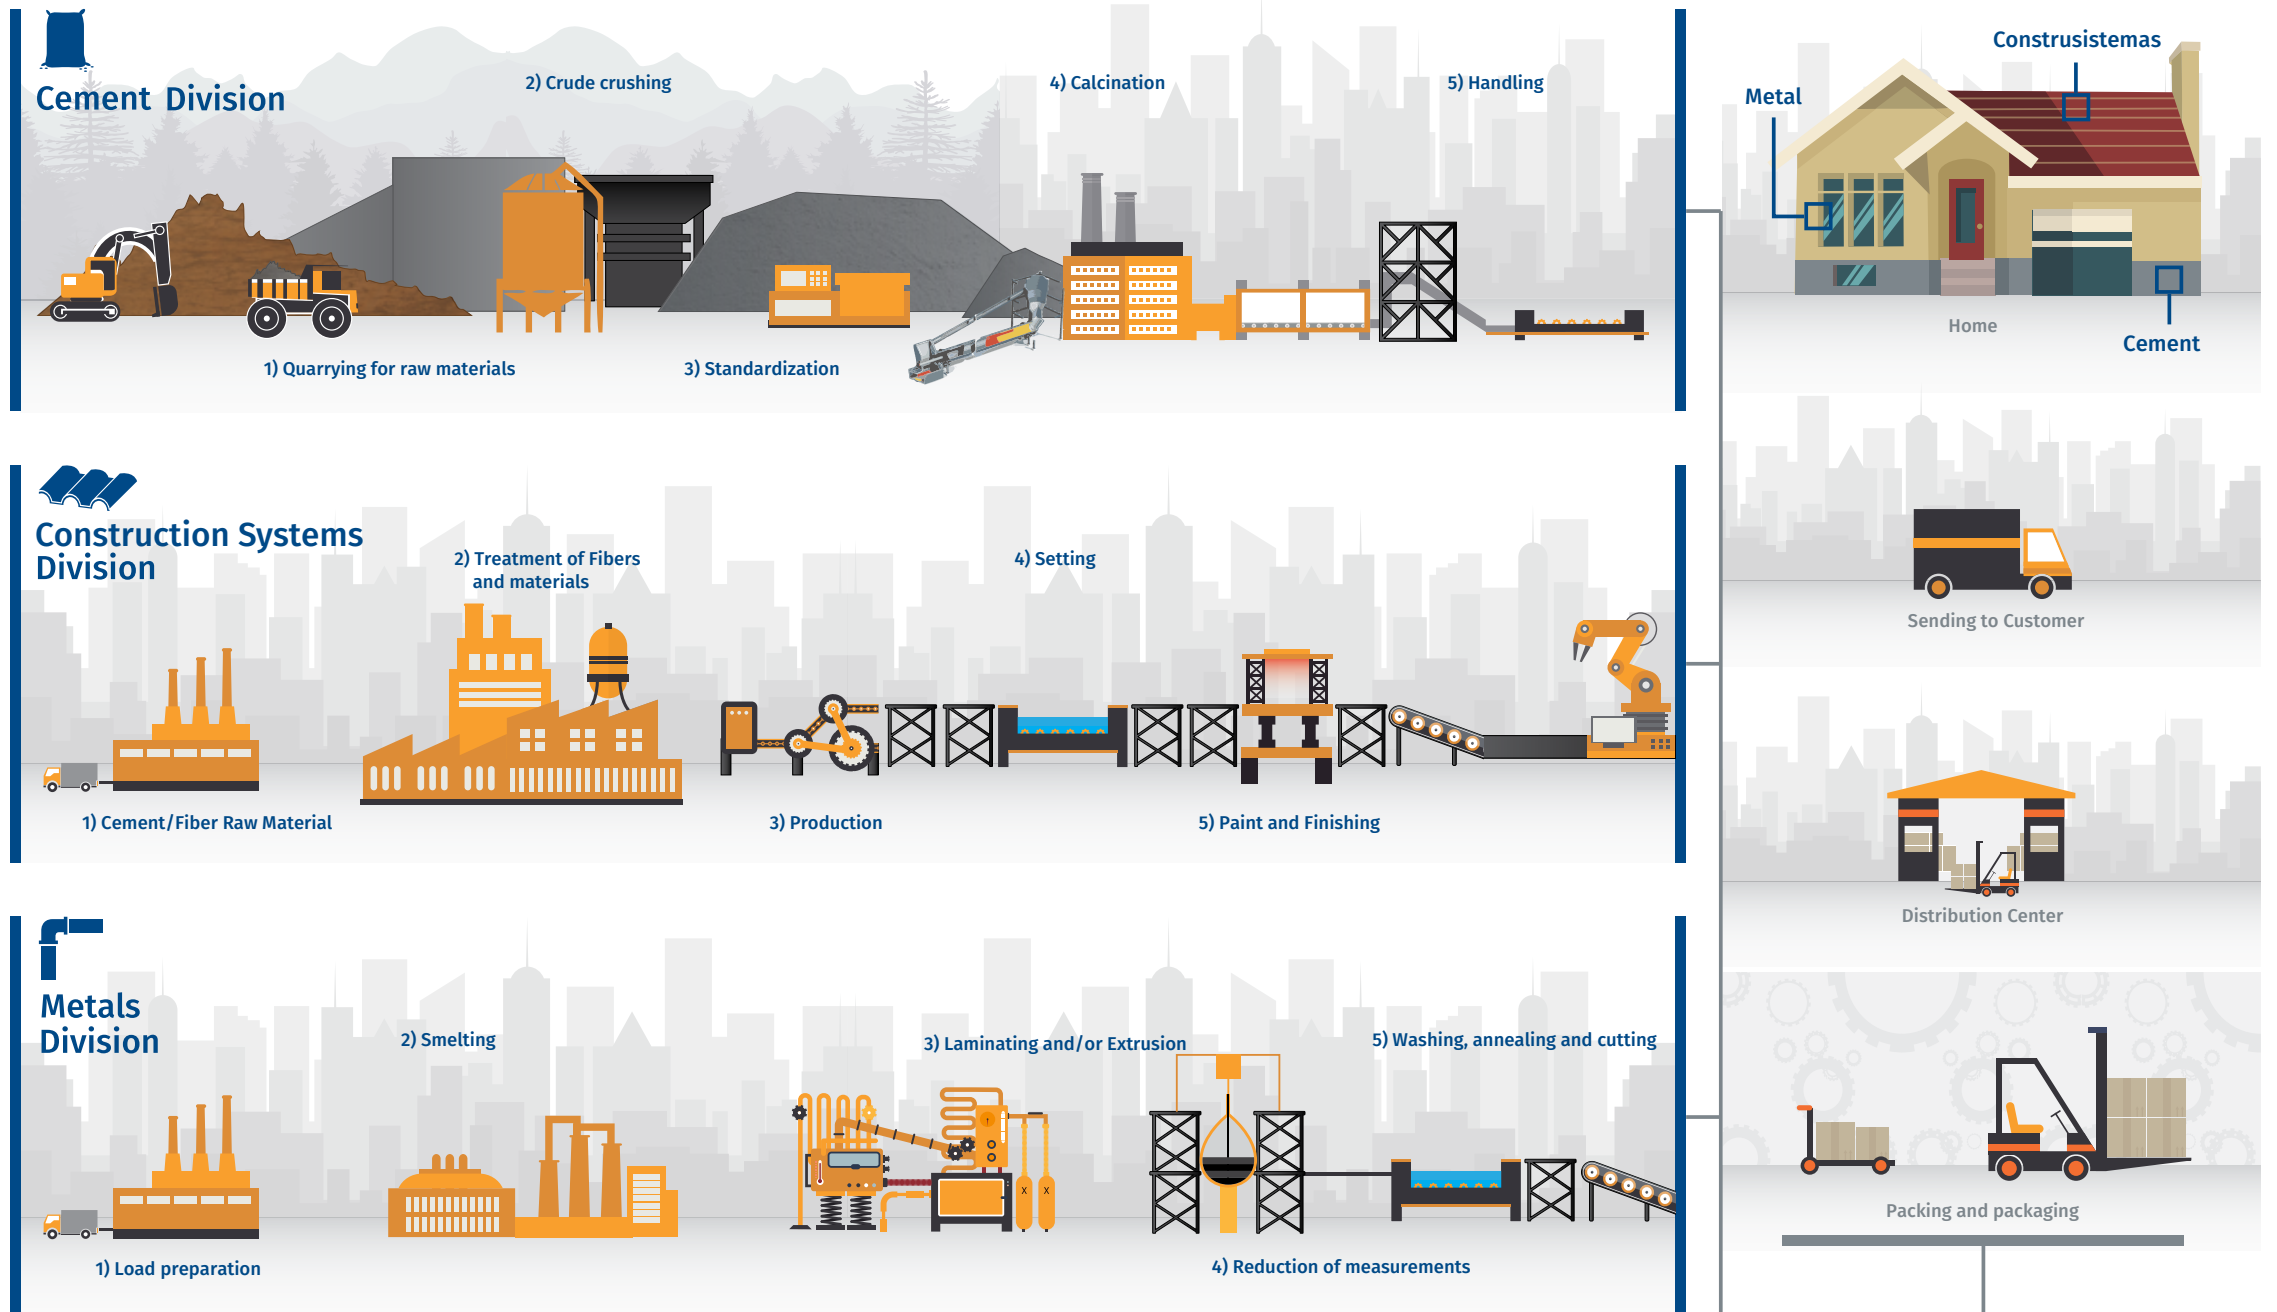 Cement Division
2) Crude crushing
4) Calcination
5) Handling
1) Quarrying for raw materials
3) Standardization
Construsistemas
Metal
Home
Cement
Construction Systems
Division
2) Treatment of Fibers
and materials
4) Setting
1) Cement/Fiber Raw Material
3) Production
5) Paint and Finishing
Sending to Customer
Distribution Center
Metals
Division
2) Smelting
3) Laminating and/or Extrusion
5) Washing, annealing and cutting
1) Load preparation
4) Reduction of measurements
Packing and packaging